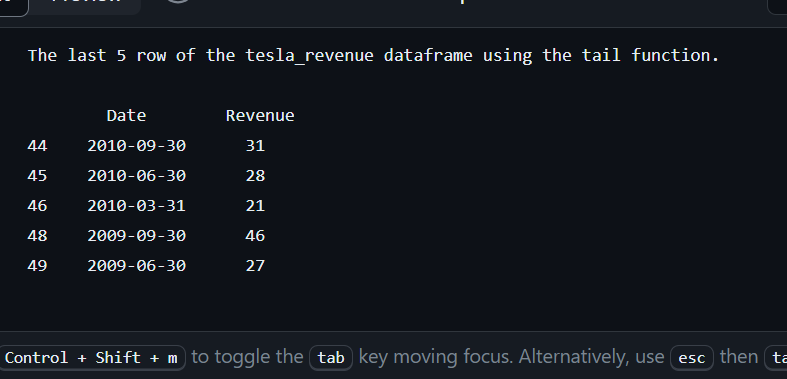 The last 5 row of the tesla_revenue dataframe using the tail function.
Date Revenue
44 2010-09-30 31
45 2010-06-30 28
46 2010-03-31 21
48 2009-09-30 46
49 2009-06-30 27
Control + Shift + m to toggle the tab key moving focus. Alternatively, use esc then